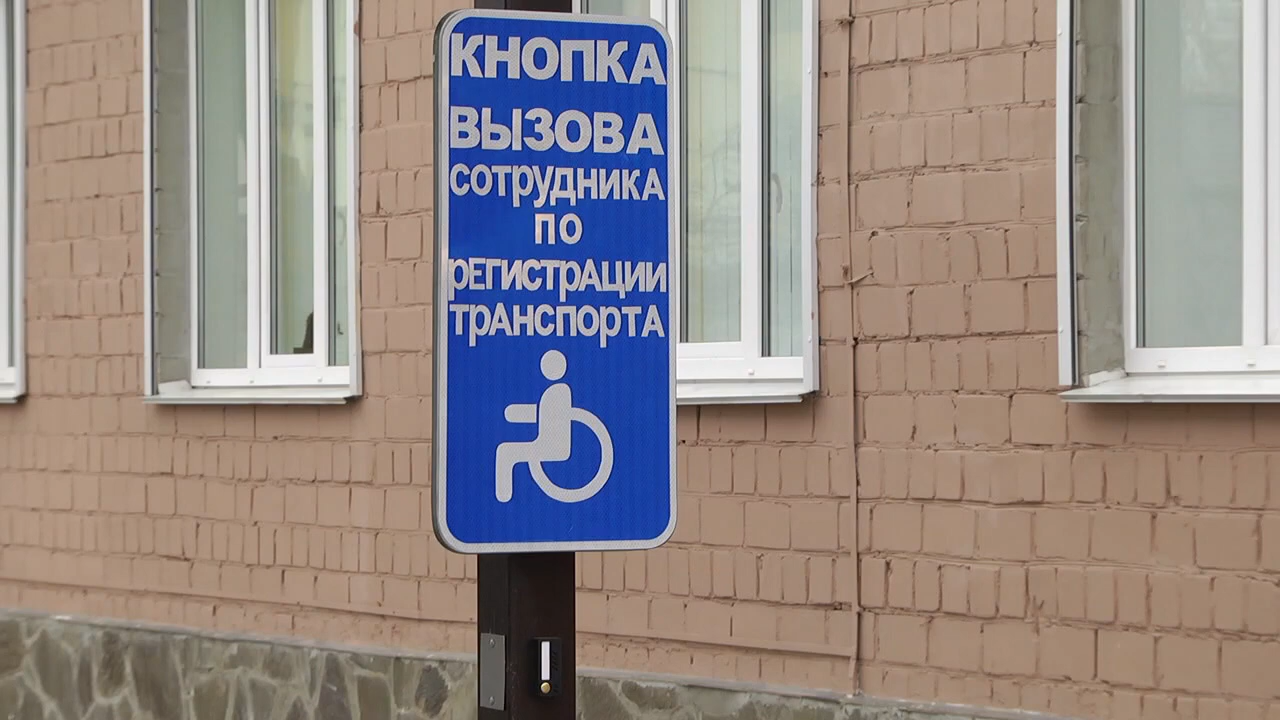 КНОПКА
ВЫЗОВА
СОТРУДНИКА
ПО
РЕГИСТРАЦИИ
ТРАНСПОРТА